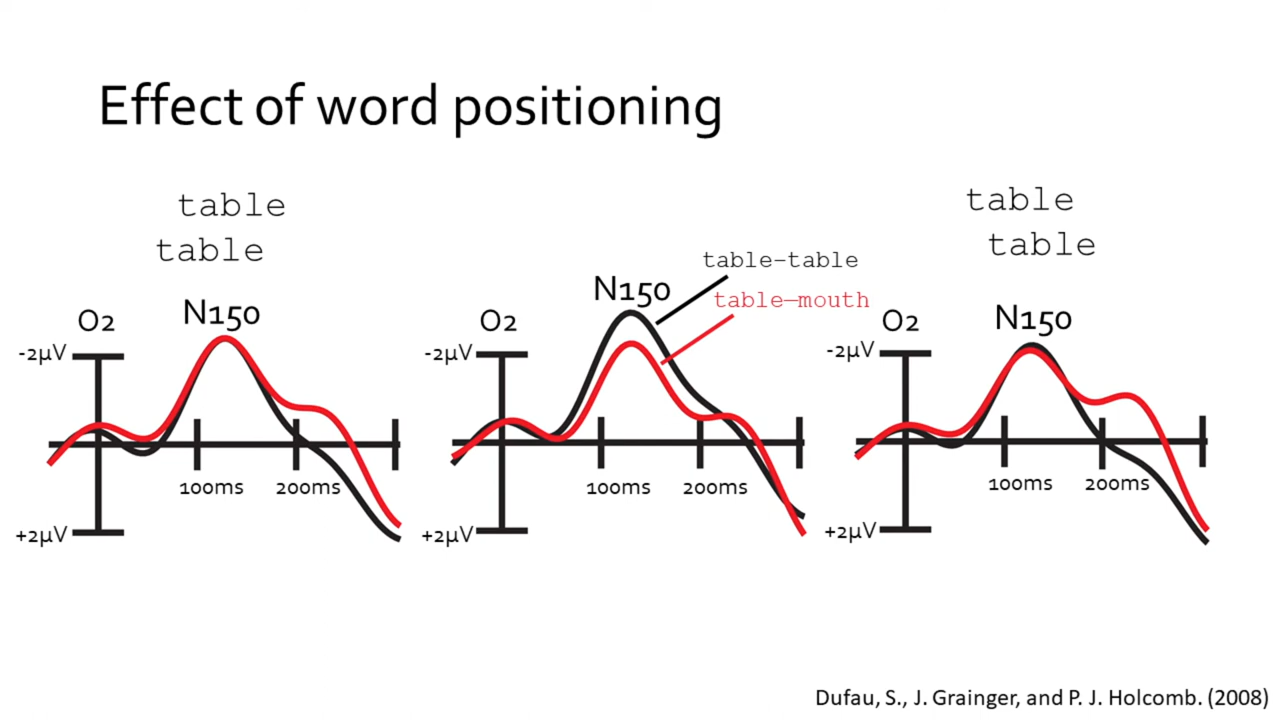 Effect of word positioning
table
table
O2
N150
-2µV
100ms
200ms
+2µV
table-table
table—mouth
N150
O2
-2µV
100ms
200ms
+2µV
table
table
O2
N150
-2µV
100ms
200ms
+2µV
Dufau, S., J. Grainger, and P. J. Holcomb. (2008)